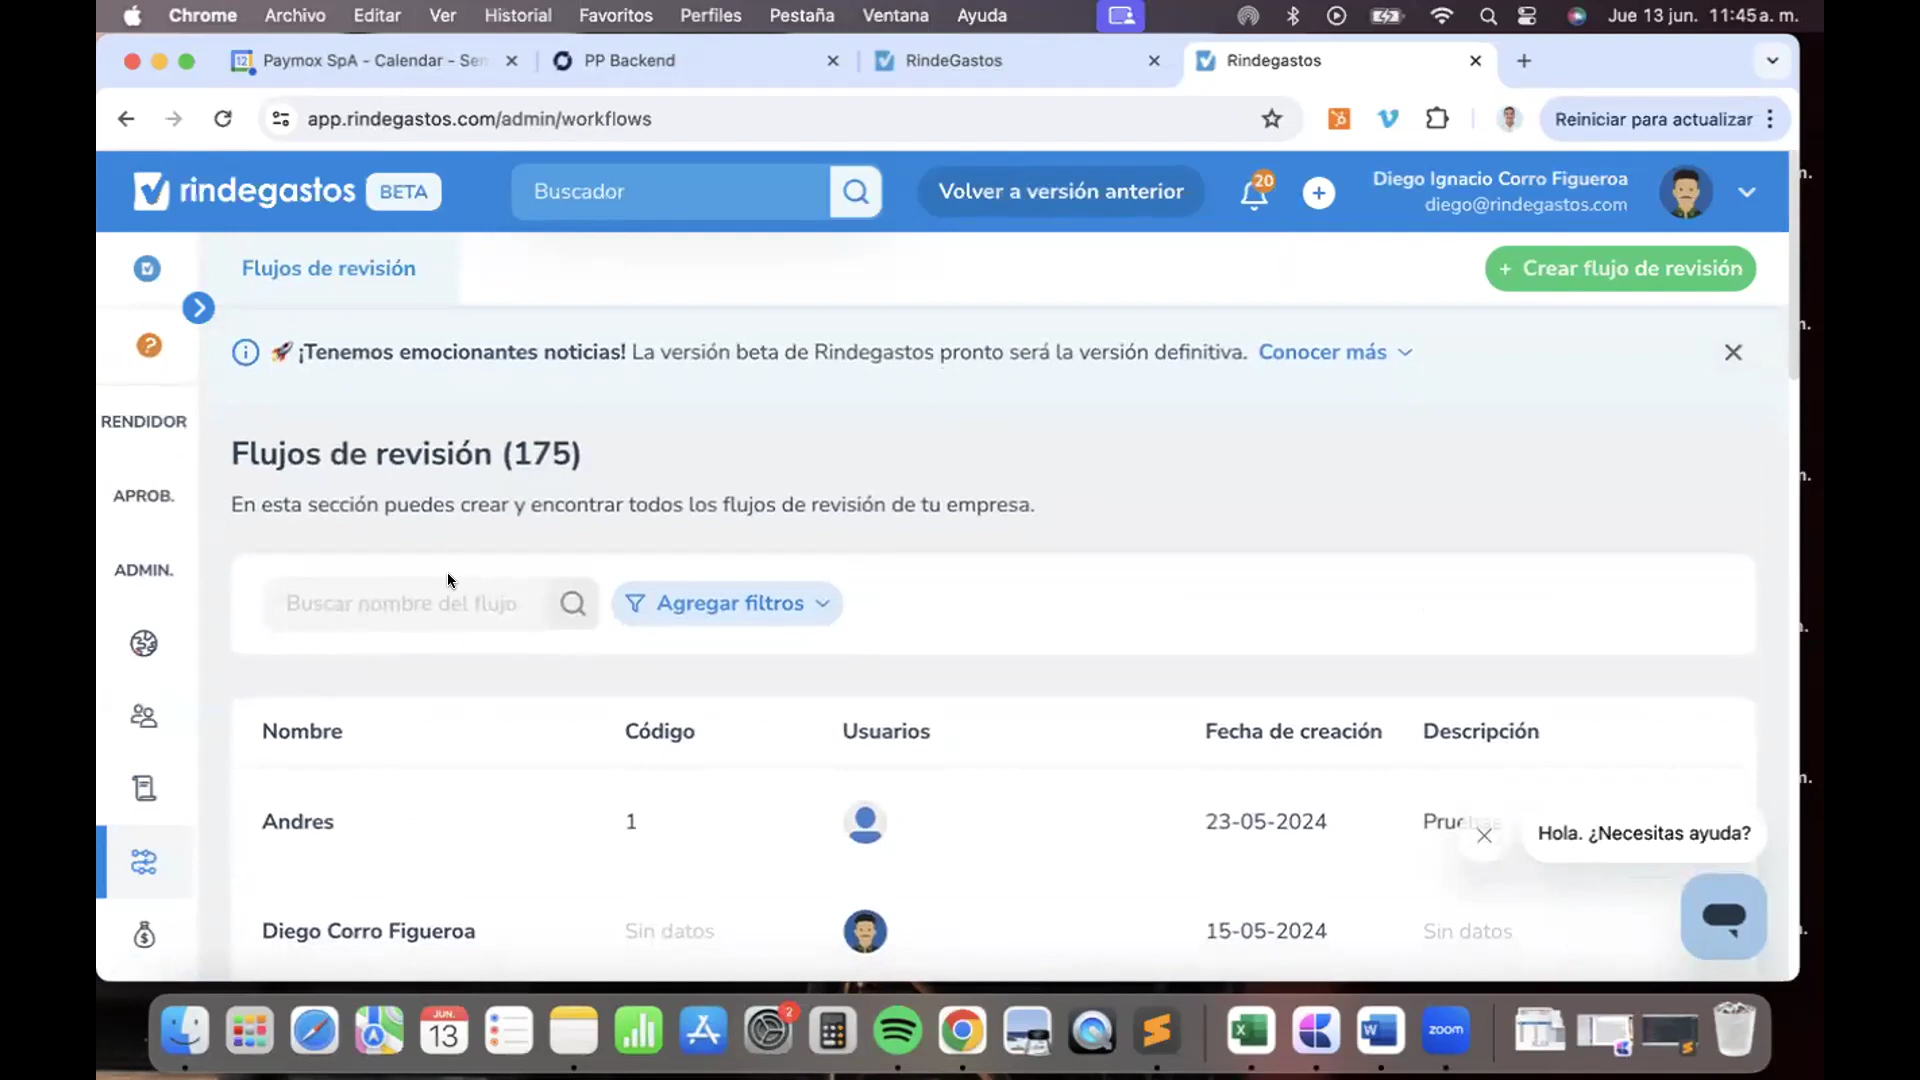 Chrome Archivo Editar Ver Historial Favoritos Perfiles Pestaña Ventana Ayuda Jue 13 jun. 11:45 a. m.
12 Paymox SpA - Calendar - Sem PP Backend RindeGastos Rindegastos
app.rindegastos.com/admin/workflows Reiniciar para actualizar
rindegastos BETA Buscador Volver a versión anterior 20 Diego Ignacio Corro Figueroa
diego@rindegastos.com
Flujos de revisión + Crear flujo de revisión
¡Tenemos emocionantes noticias! La versión beta de Rindegastos pronto será la versión definitiva. Conocer más
RENDIDOR
Flujos de revisión (175)
APROB.
En esta sección puedes crear y encontrar todos los flujos de revisión de tu empresa.
ADMIN.
Buscar nombre del flujo Agregar filtros
Nombre Código Usuarios Fecha de creación Descripción
Andres 1 23-05-2024
Hola. ¿Necesitas ayuda?
Diego Corro Figueroa Sin datos 15-05-2024 Sin datos
JUN.
13
2
zoom